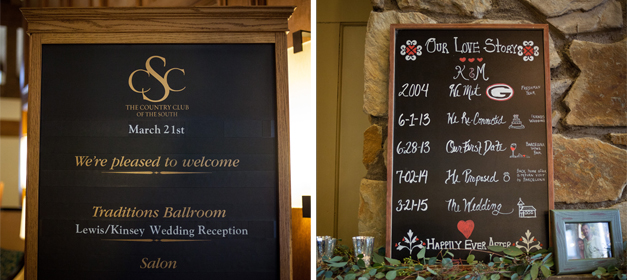 CSC
THE COUNTRY CLUB
OF THE SOUTH
March 21st
We're pleased to welcome
Traditions Ballroom
Lewis/Kinsey Wedding Reception
Salon
OUR LOVE STORY
K & M
2004 We Met G
6-1-13 We Re-Connected
6-28-13 Our First Date
7-02-14 He Proposed
3-21-15 The Wedding
HAPPILY EVER AFTER